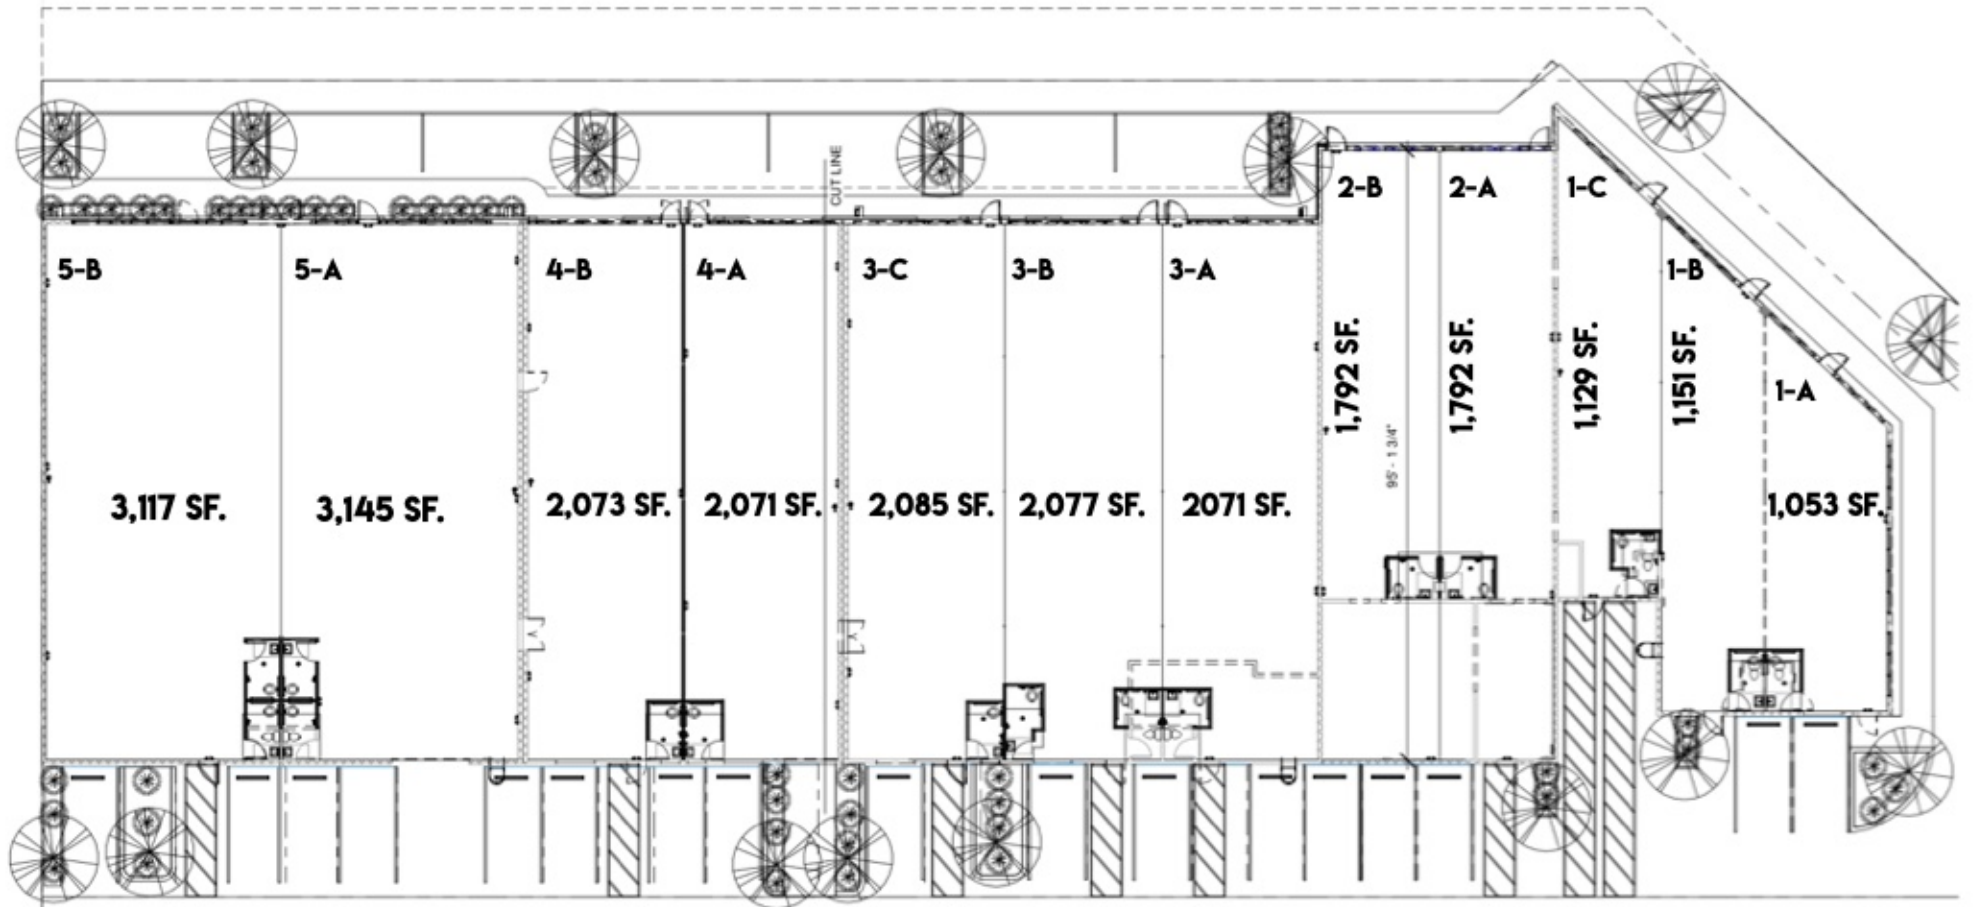 CUT LINE
2-B
2-A
1-C
5-B
5-A
4-B
4-A
3-C
3-B
3-A
1-B
1,792 SF.
1,792 SF.
1,129 SF.
1,151 SF.
1-A
95' - 1 3/4"
3,117 SF.
3,145 SF.
2,073 SF.
2,071 SF.
2,085 SF.
2,077 SF.
2071 SF.
1,053 SF.